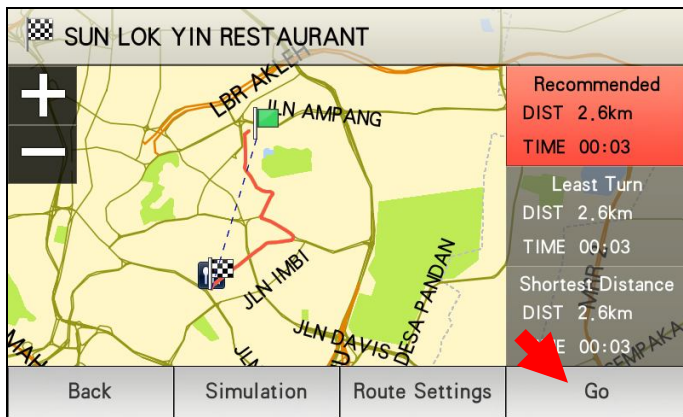 SUN LOK YIN RESTAURANT
LBR AKLEH
JLN AMPANG
Recommended
DIST 2.6km
TIME 00:03
Least Turn
DIST 2.6km
TIME 00:03
Shortest Distance
DIST 2.6km
00:03
JLN IMBI
DESA PANDAN
JLN DAVIS
MAH
Back
Simulation
Route Settings
Go